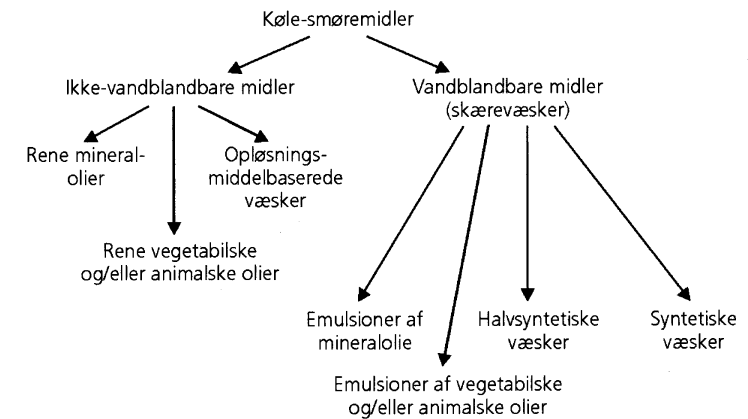 Køle-smøremidler
Ikke-vandblandbare midler
Vandblandbare midler
(skærevæsker)
Rene mineral-
olier
Opløsnings-
middelbaserede
væsker
Rene vegetabilske
og/eller animalske olier
Emulsioner af
mineralolie
Halvsyntetiske
væsker
Syntetiske
væsker
Emulsioner af vegetabilske
og/eller animalske olier